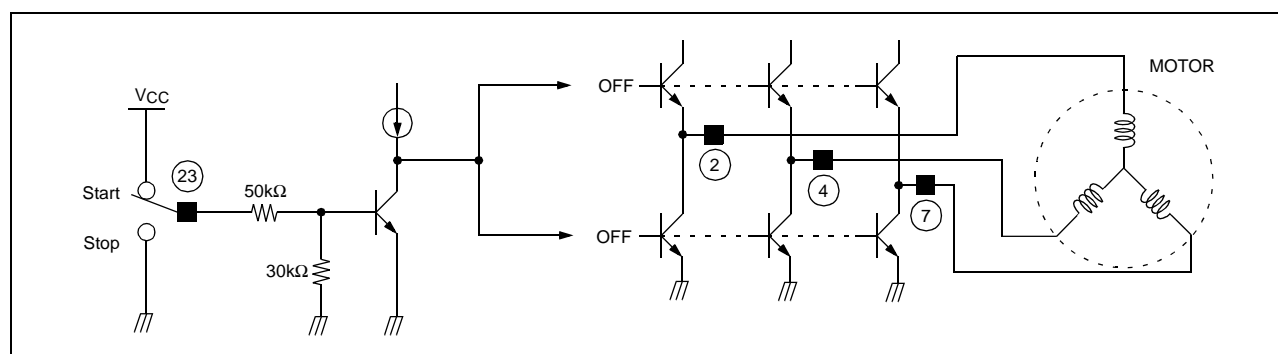 VCC
Start
Stop
23
50kΩ
30kΩ
OFF
OFF
2
4
7
MOTOR